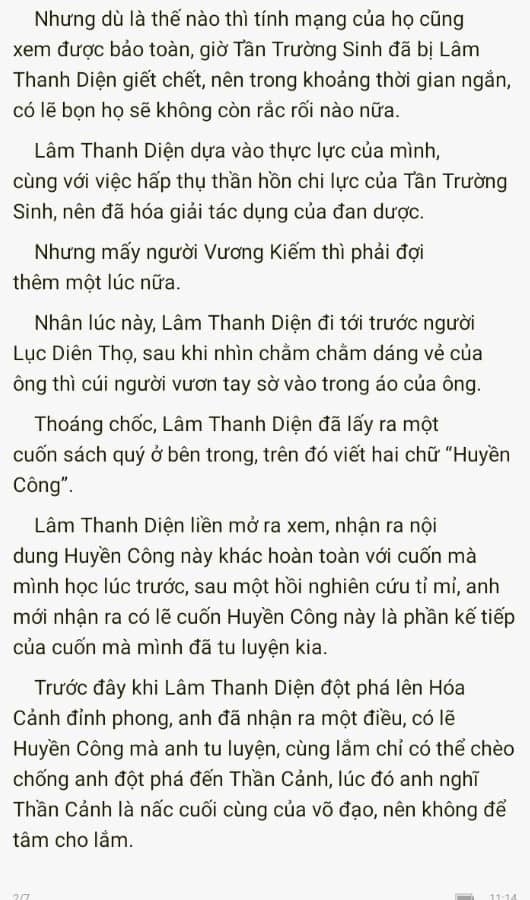 Nhưng dù là thế nào thì tính mạng của họ cũng
xem được bảo toàn, giờ Tần Trường Sinh đã bị Lâm
Thanh Diện giết chết, nên trong khoảng thời gian ngắn,
có lẽ bọn họ sẽ không còn rắc rối nào nữa.
Lâm Thanh Diện dựa vào thực lực của mình,
cùng với việc hấp thụ thần hồn chi lực của Tần Trường
Sinh, nên đã hóa giải tác dụng của đan dược.
Nhưng mấy người Vương Kiếm thì phải đợi
thêm một lúc nữa.
Nhân lúc này, Lâm Thanh Diện đi tới trước người
Lục Diên Thọ, sau khi nhìn chằm chằm dáng vẻ của
ông thì cúi người vươn tay sờ vào trong áo của ông.
Thoáng chốc, Lâm Thanh Diện đã lấy ra một
cuốn sách quý ở bên trong, trên đó viết hai chữ “Huyền
Công”.
Lâm Thanh Diện liền mở ra xem, nhận ra nội
dung Huyền Công này khác hoàn toàn với cuốn mà
mình học lúc trước, sau một hồi nghiên cứu tỉ mỉ, anh
mới nhận ra có lẽ cuốn Huyền Công này là phần kế tiếp
của cuốn mà mình đã tu luyện kia.
Trước đây khi Lâm Thanh Diện đột phá lên Hóa
Cảnh đỉnh phong, anh đã nhận ra một điều, có lẽ
Huyền Công mà anh tu luyện, cùng lắm chỉ có thể chèo
chống anh đột phá đến Thần Cảnh, lúc đó anh nghĩ
Thần Cảnh là nấc cuối cùng của võ đạo, nên không để
tâm cho lắm.
2/7
11:14